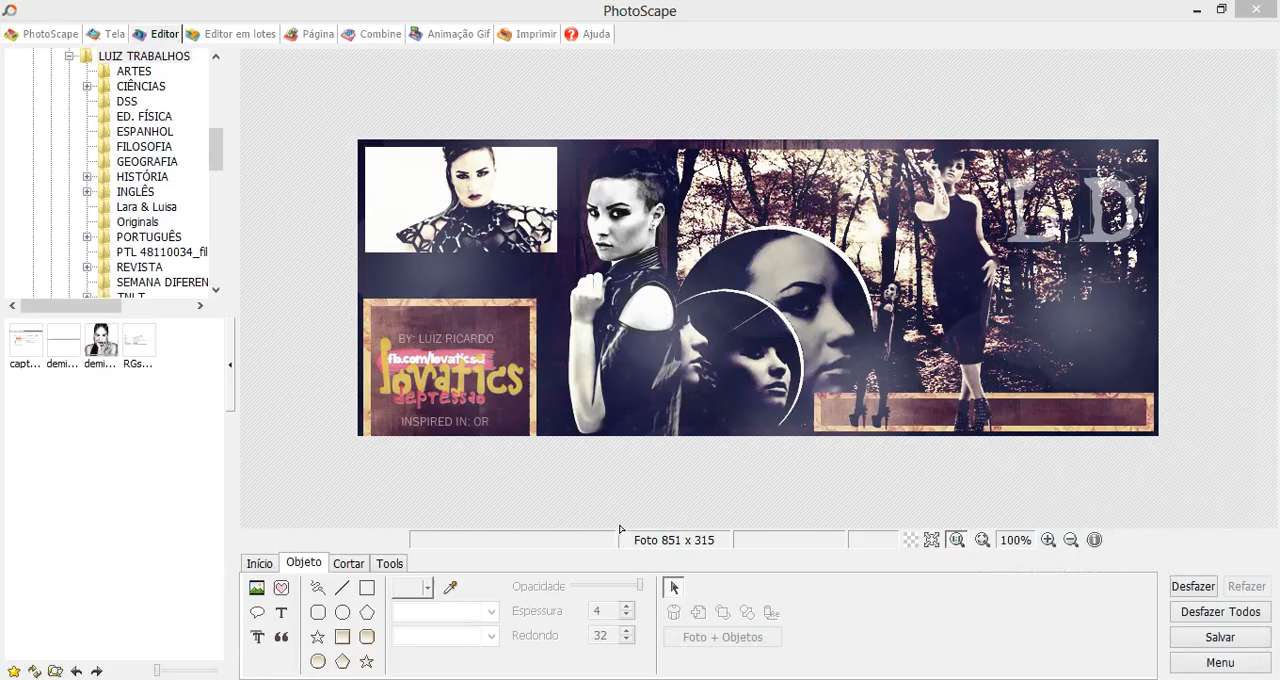 PhotoScape
PhotoScape
Tela
Editor
Editor em lotes
Página
Combine
Animação Gif
Imprimir
Ajuda
LUIZ TRABALHOS
ARTES
CIÊNCIAS
DSS
ED. FÍSICA
ESPANHOL
FILOSOFIA
GEOGRAFIA
HISTÓRIA
INGLÊS
Lara & Luisa
Originals
PORTUGUÊS
PTL 48110034_fil
REVISTA
SEMANA DIFEREN
TNLT
capt...
demi...
demi...
RGs...
L D
BY: LUIZ RICARDO
fb.com/lovaticsd
lovatics
depressão
INSPIRED IN: OR
Foto 851 x 315
100%
Início
Objeto
Cortar
Tools
Opacidade
Espessura
4
Redondo
32
Foto + Objetos
Desfazer
Refazer
Desfazer Todos
Salvar
Menu